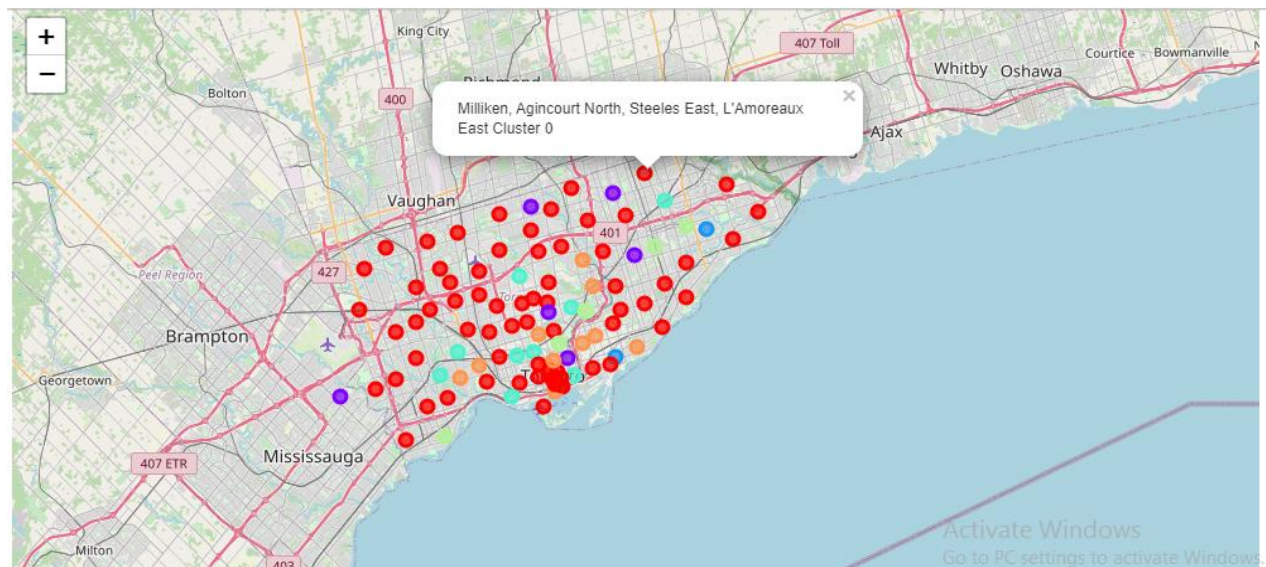 +
−
King City
407 Toll
Courtice
Bowmanville
Whitby
Oshawa
Bolton
400
Milliken, Agincourt North, Steeles East, L'Amoreaux
East Cluster 0
×
Ajax
Vaughan
401
427
Peel Region
Brampton
Georgetown
Mississauga
407 ETR
Milton
403
Activate Windows
Go to PC settings to activate Windows.